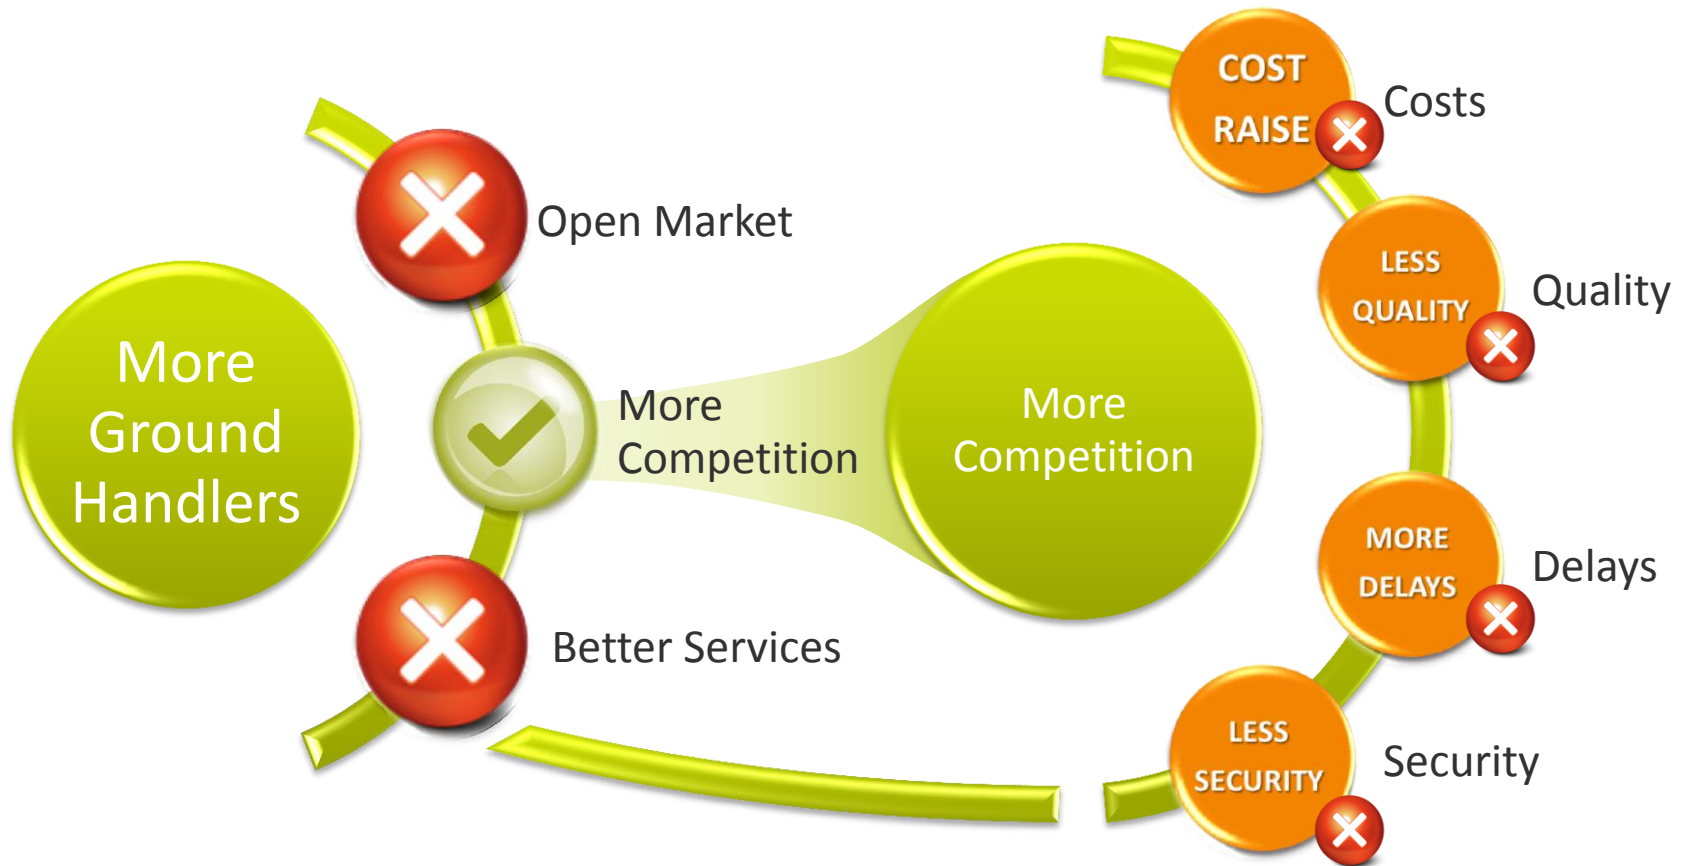 More
Ground
Handlers
Open Market
More
Competition
Better Services
More
Competition
COST
RAISE
Costs
LESS
QUALITY
Quality
MORE
DELAYS
Delays
LESS
SECURITY
Security